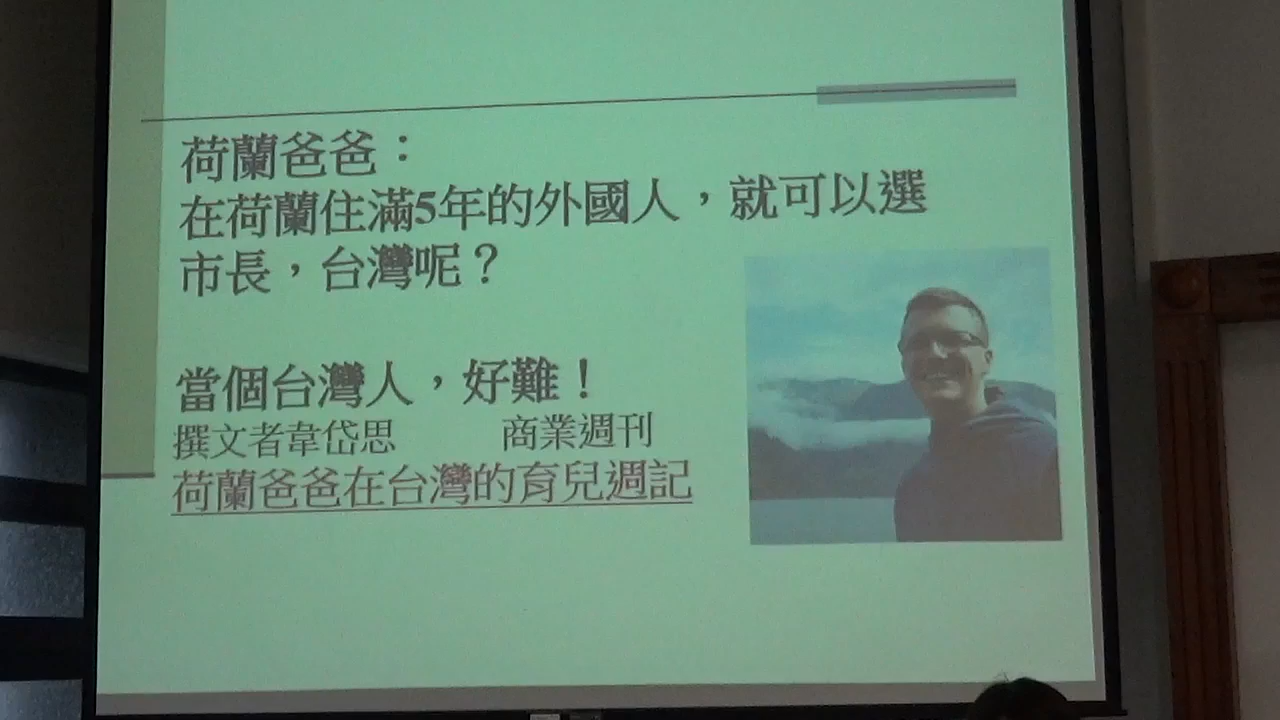 荷蘭爸爸：
在荷蘭住滿5年的外國人，就可以選
市長，台灣呢？
當個台灣人，好難！
撰文者韋岱思 商業週刊
荷蘭爸爸在台灣的育兒週記